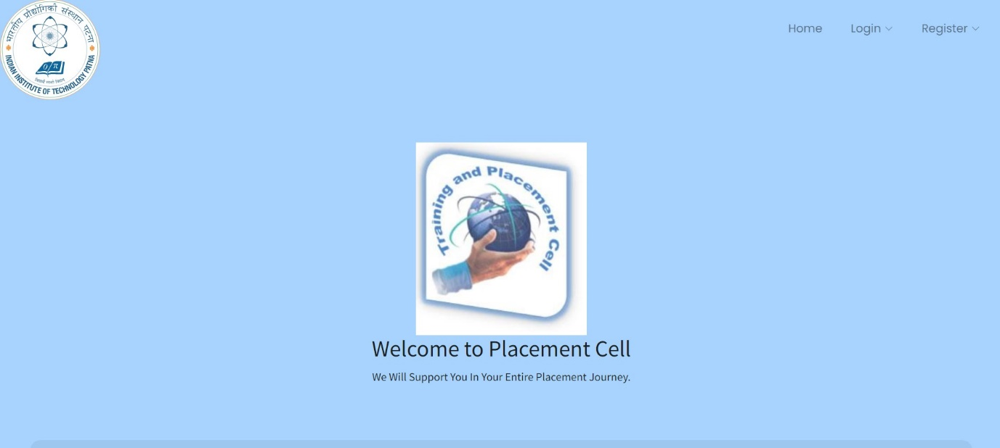 भारतीय प्रौद्योगिकी संस्थान पटना
INDIAN INSTITUTE OF TECHNOLOGY PATNA
0 π
Home
Login
Register
Training and Placement Cell
Welcome to Placement Cell
We Will Support You In Your Entire Placement Journey.